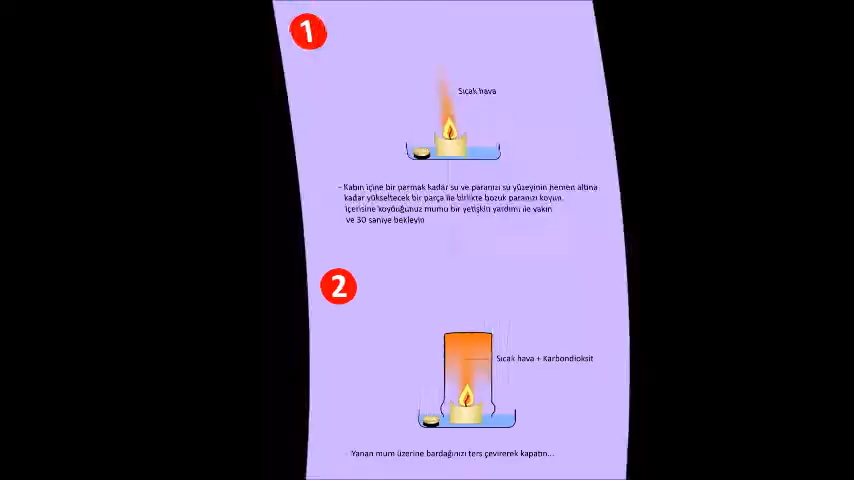 1
Sıcak hava
- Kabın içine bir parmak kadar su ve paranızı su yüzeyinin hemen altına
kadar yükseltecek bir parça ile birlikte bozuk paranızı koyun.
İçerisine koyduğunuz mumu bir yetişkin yardımı ile yakın
ve 30 saniye bekleyin
2
Sıcak hava + Karbondioksit
Yanan mum üzerine bardağınızı ters çevirerek kapatın...